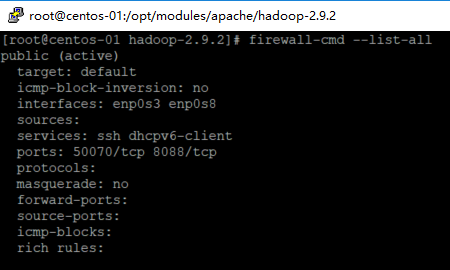 root@centos-01:/opt/modules/apache/hadoop-2.9.2
[root@centos-01 hadoop-2.9.2]# firewall-cmd --list-all
public (active)
  target: default
  icmp-block-inversion: no
  interfaces: enp0s3 enp0s8
  sources:
  services: ssh dhcpv6-client
  ports: 50070/tcp 8088/tcp
  protocols:
  masquerade: no
  forward-ports:
  source-ports:
  icmp-blocks:
  rich rules: